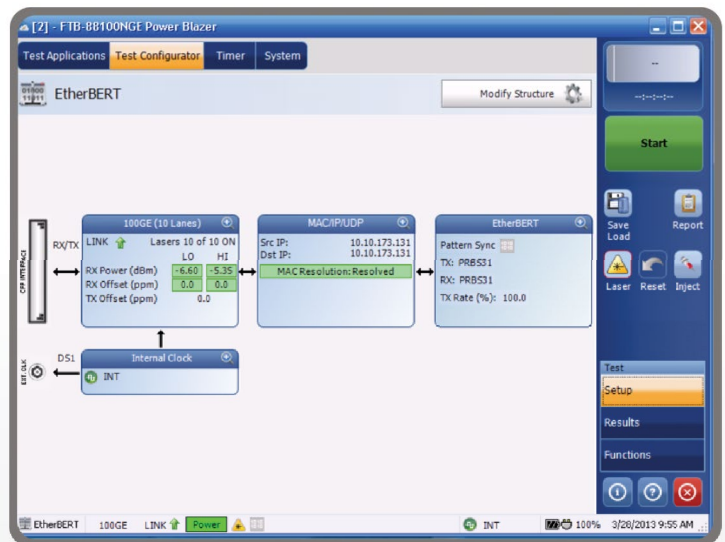 [2] - FTB-88100NGE Power Blazer
Test Applications Test Configurator Timer System
EtherBERT
Modify Structure
--
--:--:--:--
Start
Save Load
Report
Laser
Reset
Inject
CFP INTERFACE
RX/TX
100GE (10 Lanes)
LINK Lasers 10 of 10 ON
LO HI
RX Power (dBm) -6.60 -5.35
RX Offset (ppm) 0.0 0.0
TX Offset (ppm) 0.0
MAC/IP/UDP
Src IP: 10.10.173.131
Dst IP: 10.10.173.131
MAC Resolution: Resolved
EtherBERT
Pattern Sync
TX: PRBS31
RX: PRBS31
TX Rate (%): 100.0
EXT. CLK
DS1
Internal Clock
INT
Test
Setup
Results
Functions
EtherBERT 100GE LINK Power INT 100% 3/28/2013 9:55 AM